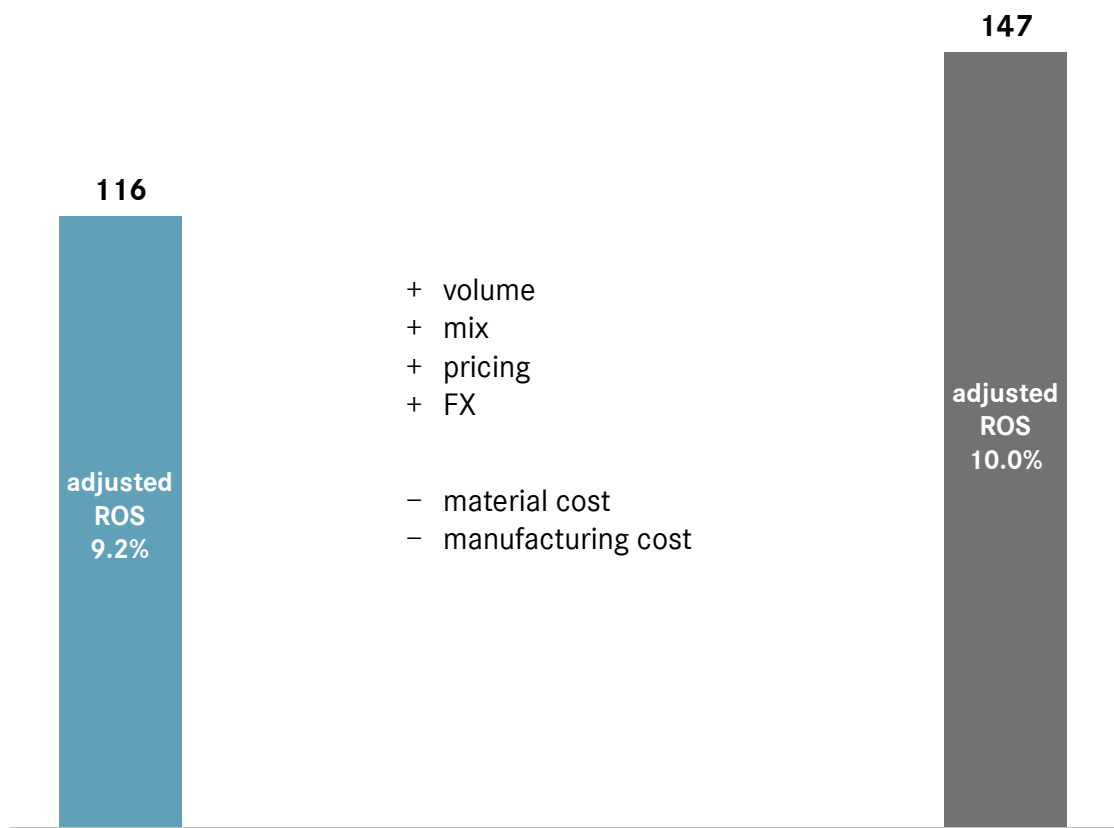 147
116
+ volume
+ mix
+ pricing
+ FX
– material cost
– manufacturing cost
adjusted
ROS
9.2%
adjusted
ROS
10.0%